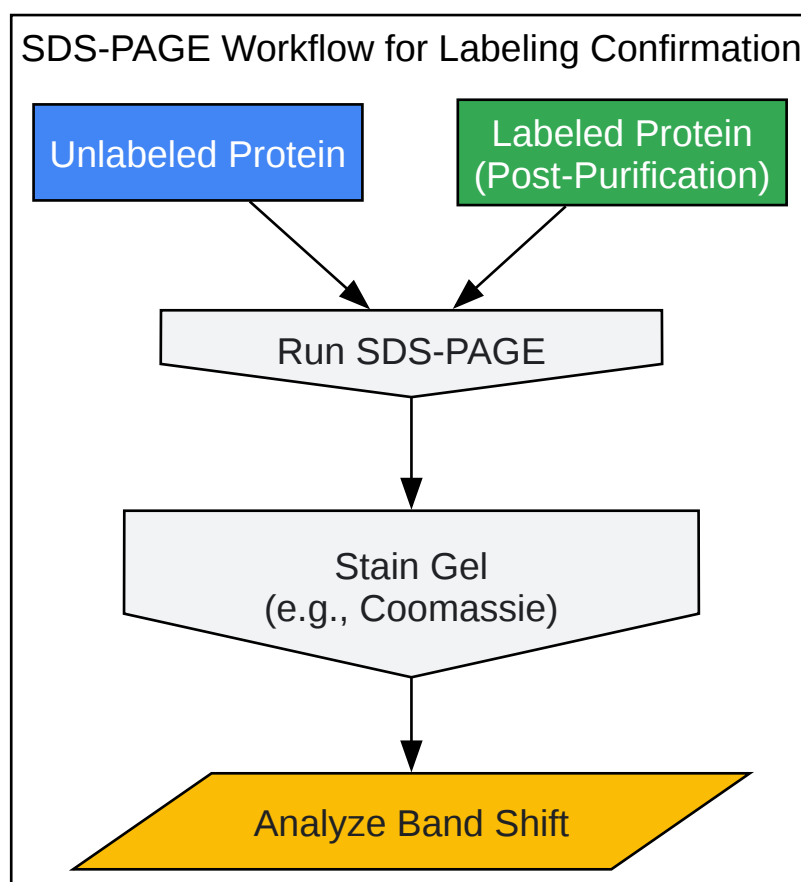 SDS-PAGE Workflow for Labeling Confirmation
Unlabeled Protein
Labeled Protein
(Post-Purification)
Run SDS-PAGE
Stain Gel
(e.g., Coomassie)
Analyze Band Shift